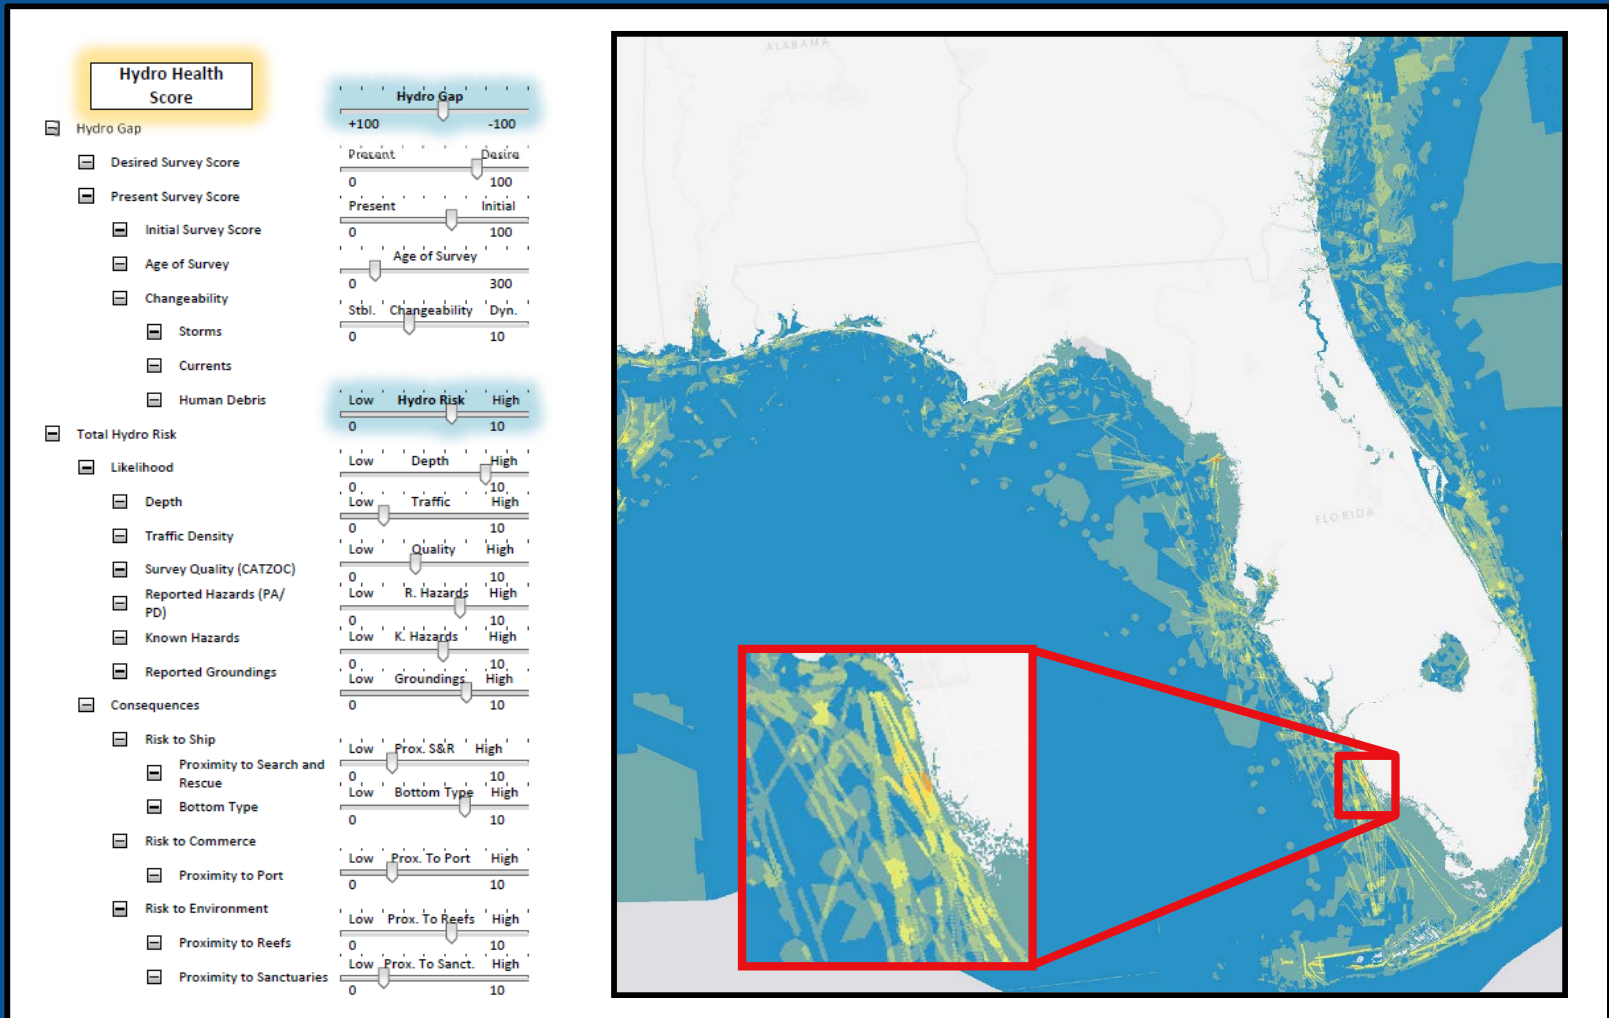 Hydro Health
Score
Hydro Gap
Desired Survey Score
Present Survey Score
Initial Survey Score
Age of Survey
Changeability
Storms
Currents
Human Debris
Total Hydro Risk
Likelihood
Depth
Traffic Density
Survey Quality (CATZOC)
Reported Hazards (PA/
PD)
Known Hazards
Reported Groundings
Consequences
Risk to Ship
Proximity to Search and
Rescue
Bottom Type
Risk to Commerce
Proximity to Port
Risk to Environment
Proximity to Reefs
Proximity to Sanctuaries
Hydro Gap
+100 -100
Present Desire
0 100
Present Initial
0 100
Age of Survey
0 300
Stbl. Changeability Dyn.
0 10
Low Hydro Risk High
0 10
Low Depth High
0 10
Low Traffic High
0 10
Low Quality High
0 10
Low R. Hazards High
0 10
Low K. Hazards High
0 10
Low Groundings High
0 10
Low Prox. S&R High
0 10
Low Bottom Type High
0 10
Low Prox. To Port High
0 10
Low Prox. To Reefs High
0 10
Low Prox. To Sanct. High
0 10
ALABAMA
FLORIDA